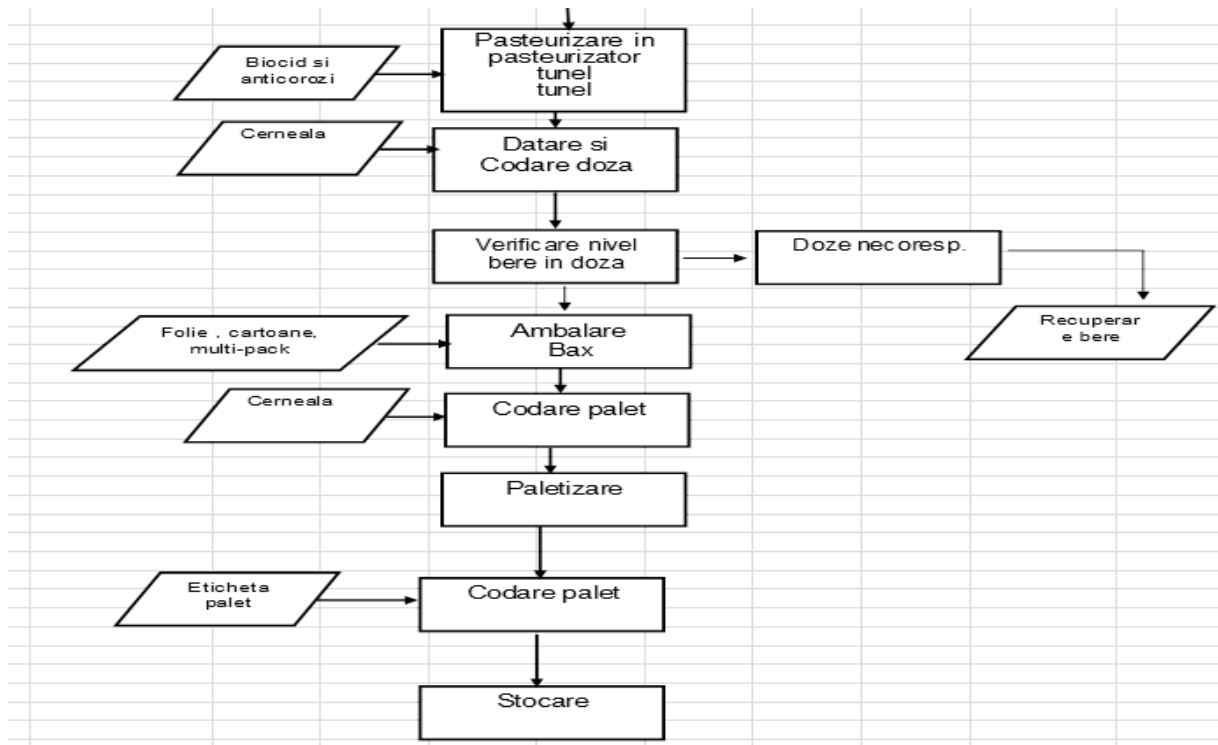 Pasteurizare in
pasteurizator
tunel
tunel
Biocid si
anticorozi
Cerneala
Datare si
Codare doza
Verificare nivel
bere in doza
Doze necoresp.
Recuperar
e bere
Folie , cartoane,
multi-pack
Ambalare
Bax
Cerneala
Codare palet
Paletizare
Eticheta
palet
Codare palet
Stocare